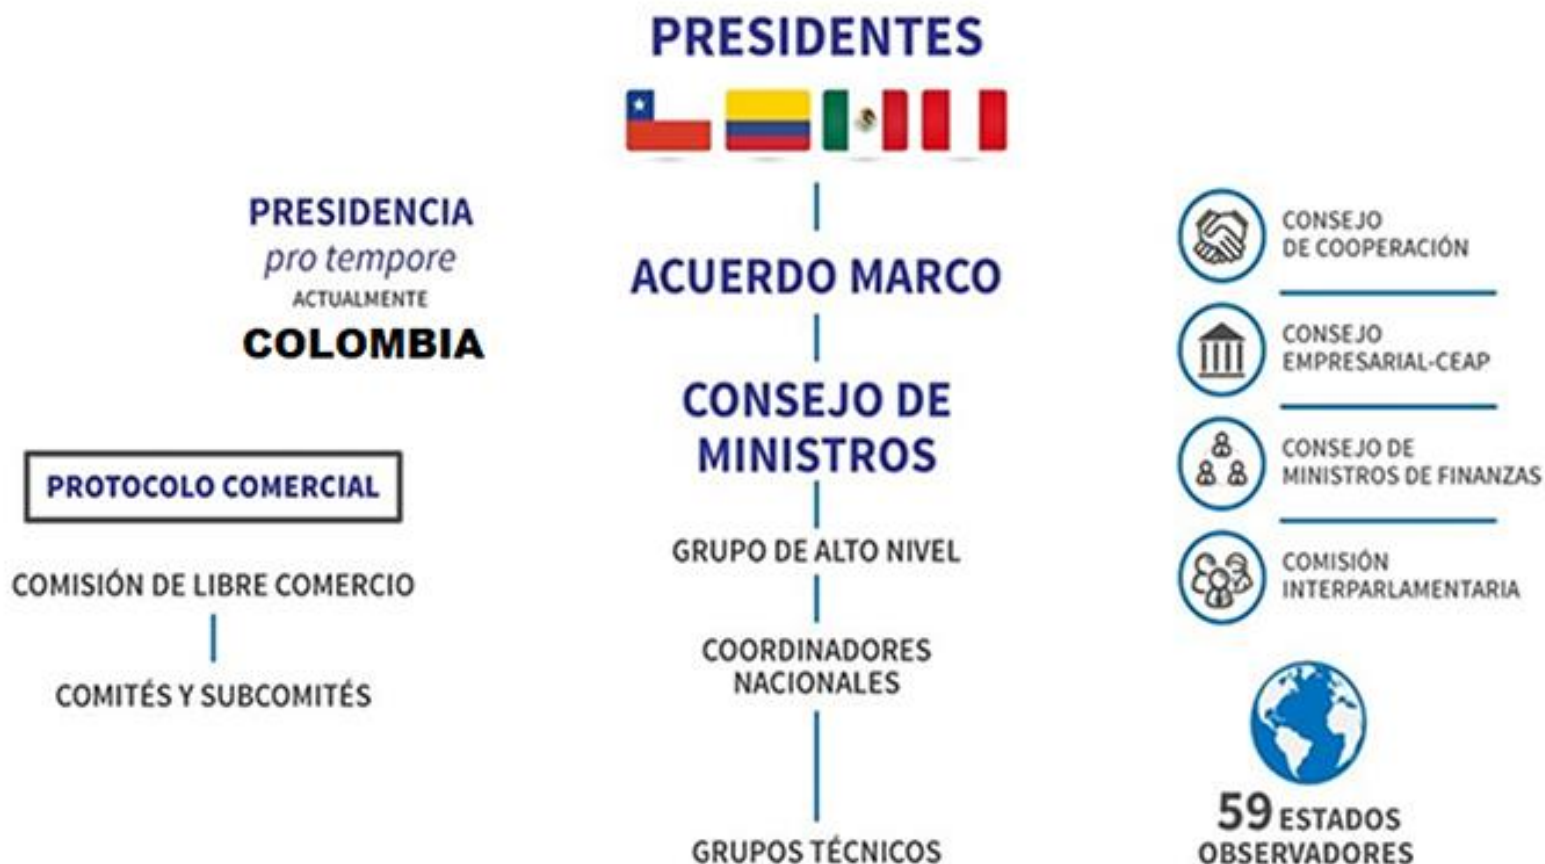 PRESIDENTES
PRESIDENCIA
pro tempore
ACTUALMENTE
COLOMBIA
PROTOCOLO COMERCIAL
COMISIÓN DE LIBRE COMERCIO
COMITÉS Y SUBCOMITÉS
ACUERDO MARCO
CONSEJO DE
MINISTROS
GRUPO DE ALTO NIVEL
COORDINADORES
NACIONALES
GRUPOS TÉCNICOS
CONSEJO
DE COOPERACIÓN
CONSEJO
EMPRESARIAL-CEAP
CONSEJO DE
MINISTROS DE FINANZAS
COMISIÓN
INTERPARLAMENTARIA
59 ESTADOS
OBSERVADORES